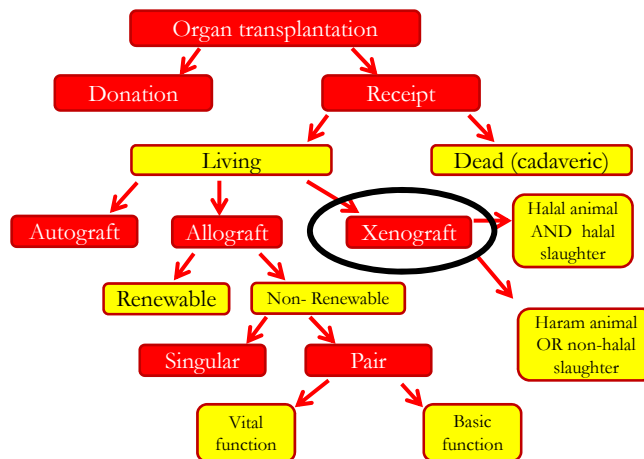 Organ transplantation
Donation
Receipt
Living
Dead (cadaveric)
Autograft
Allograft
Xenograft
Halal animal
AND halal
slaughter
Renewable
Non- Renewable
Haram animal
OR non-halal
slaughter
Singular
Pair
Vital
function
Basic
function